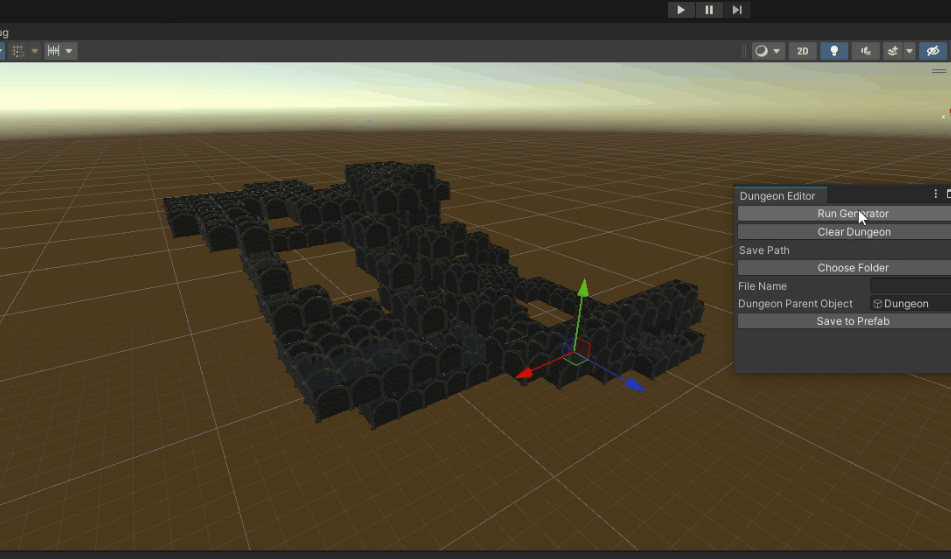 ug
2D
Dungeon Editor
Run Generator
Clear Dungeon
Save Path
Choose Folder
File Name
Dungeon Parent Object
Dungeon
Save to Prefab